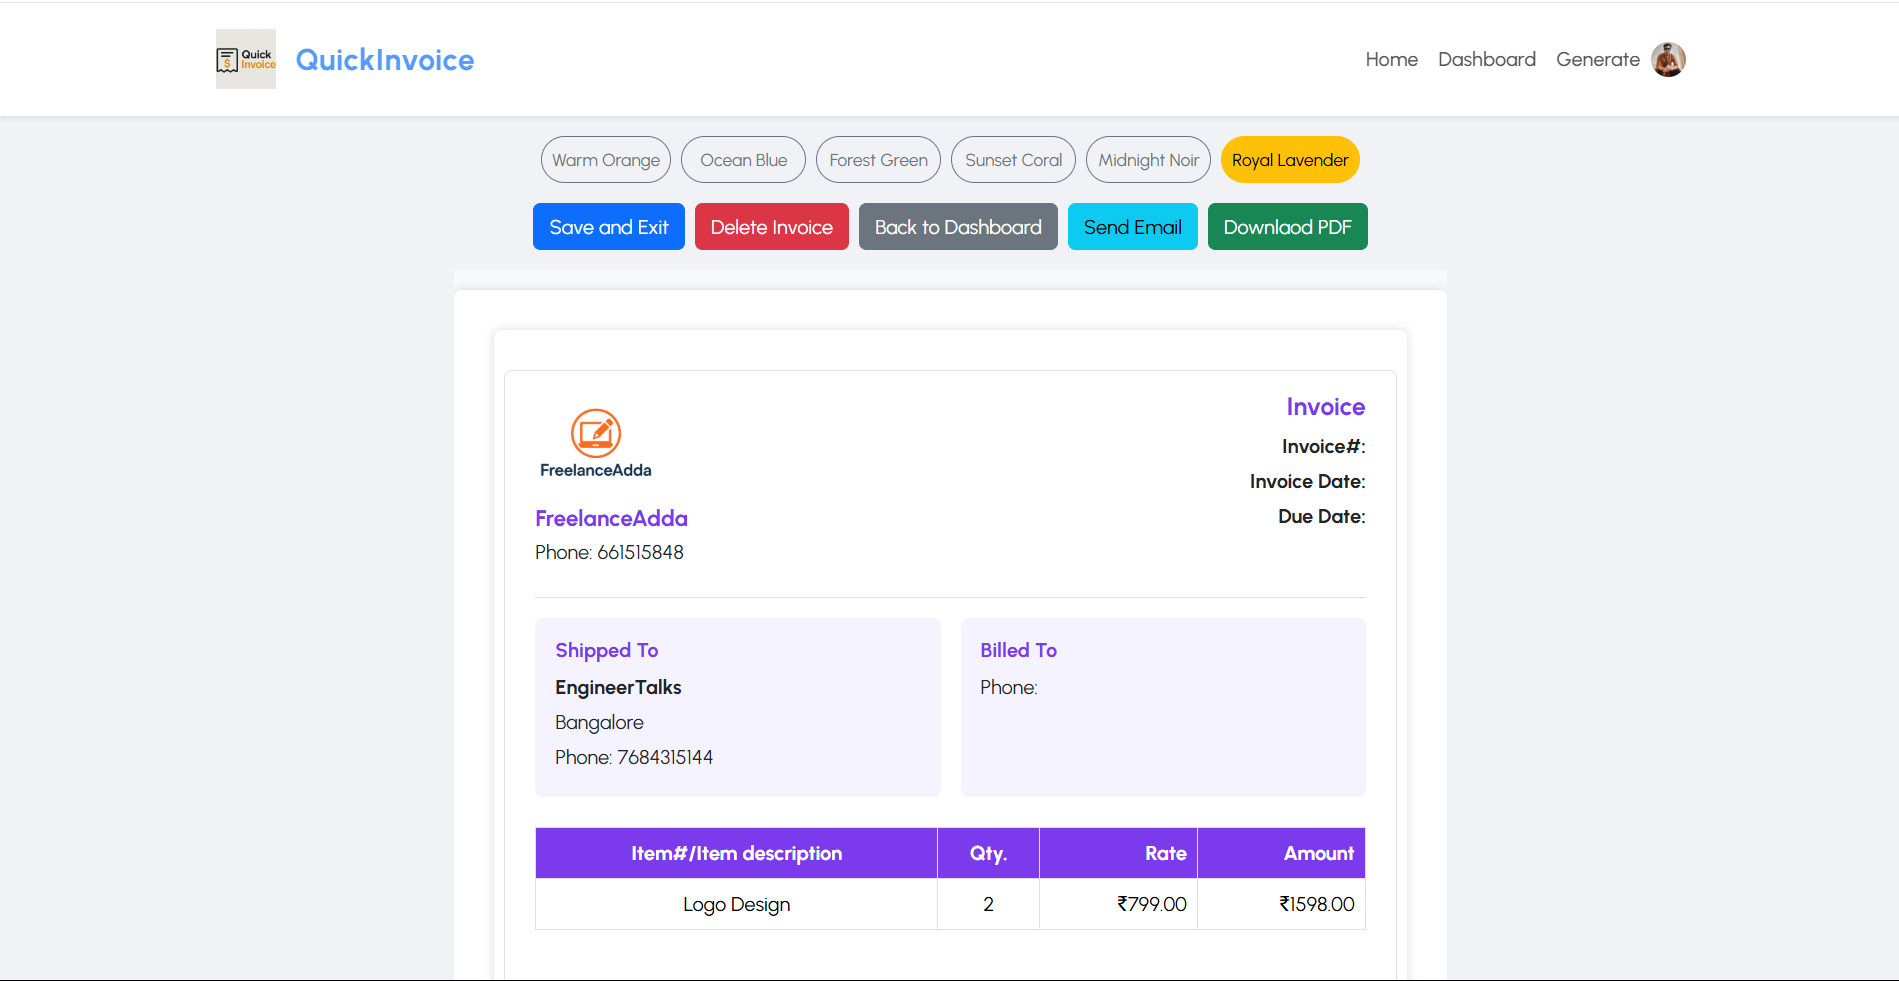 Quick
Invoice
QuickInvoice
Home
Dashboard
Generate
Warm Orange
Ocean Blue
Forest Green
Sunset Coral
Midnight Noir
Royal Lavender
Save and Exit
Delete Invoice
Back to Dashboard
Send Email
Downlaod PDF
FreelanceAdda
FreelanceAdda
Phone: 661515848
Invoice
Invoice#:
Invoice Date:
Due Date:
Shipped To
EngineerTalks
Bangalore
Phone: 7684315144
Billed To
Phone:
Item#/Item description Qty. Rate Amount
Logo Design 2 ₹799.00 ₹1598.00